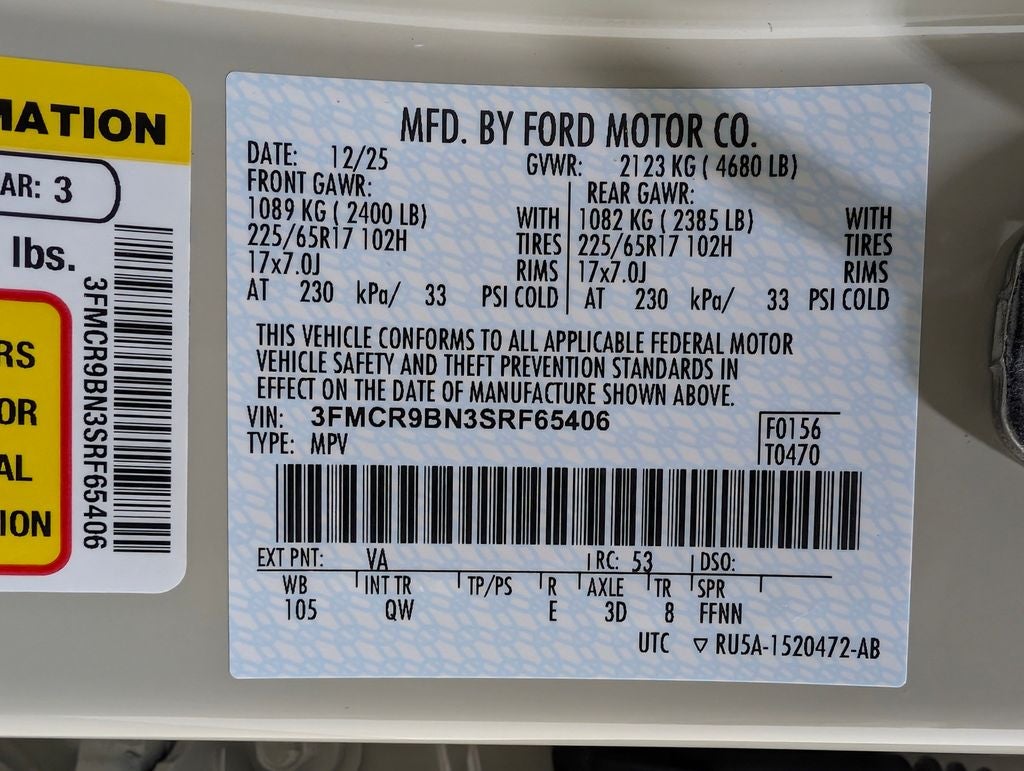 MATION
AR: 3
lbs.
RS
OR
AL
ION
3FMCR9BN3SRF65406
MFD. BY FORD MOTOR CO.
DATE: 12/25 GVWR: 2123 KG ( 4680 LB)
FRONT GAWR: REAR GAWR:
1089 KG ( 2400 LB) WITH 1082 KG ( 2385 LB) WITH
225/65R17 102H TIRES 225/65R17 102H TIRES
17x7.0J RIMS 17x7.0J RIMS
AT 230 kPa/ 33 PSI COLD AT 230 kPa/ 33 PSI COLD
THIS VEHICLE CONFORMS TO ALL APPLICABLE FEDERAL MOTOR
VEHICLE SAFETY AND THEFT PREVENTION STANDARDS IN
EFFECT ON THE DATE OF MANUFACTURE SHOWN ABOVE.
VIN: 3FMCR9BN3SRF65406
TYPE: MPV
F0156
T0470
EXT PNT: VA RC: 53 DSO:
WB INT TR TP/PS R AXLE TR SPR
105 QW E 3D 8 FFNN
UTC ▽ RU5A-1520472-AB